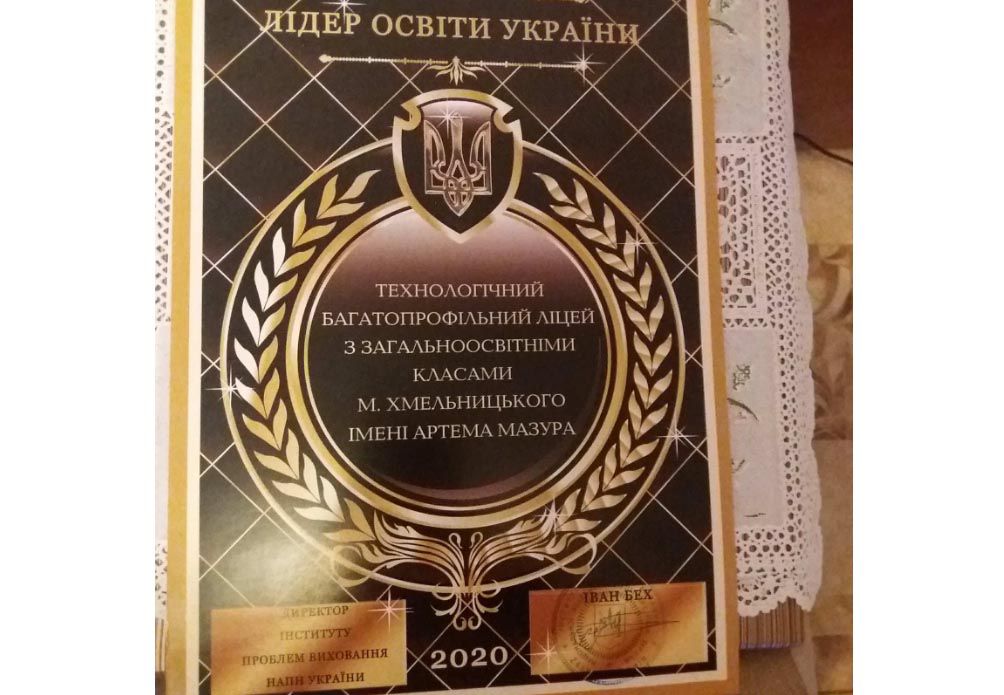 ЛІДЕР ОСВІТИ УКРАЇНИ
ТЕХНОЛОГІЧНИЙ
БАГАТОПРОФІЛЬНИЙ ЛІЦЕЙ
З ЗАГАЛЬНООСВІТНІМИ
КЛАСАМИ
М. ХМЕЛЬНИЦЬКОГО
ІМЕНІ АРТЕМА МАЗУРА
ДИРЕКТОР
ІНСТИТУТУ
ПРОБЛЕМ ВИХОВАННЯ
НАПН УКРАЇНИ
2020
ІВАН БЕХ